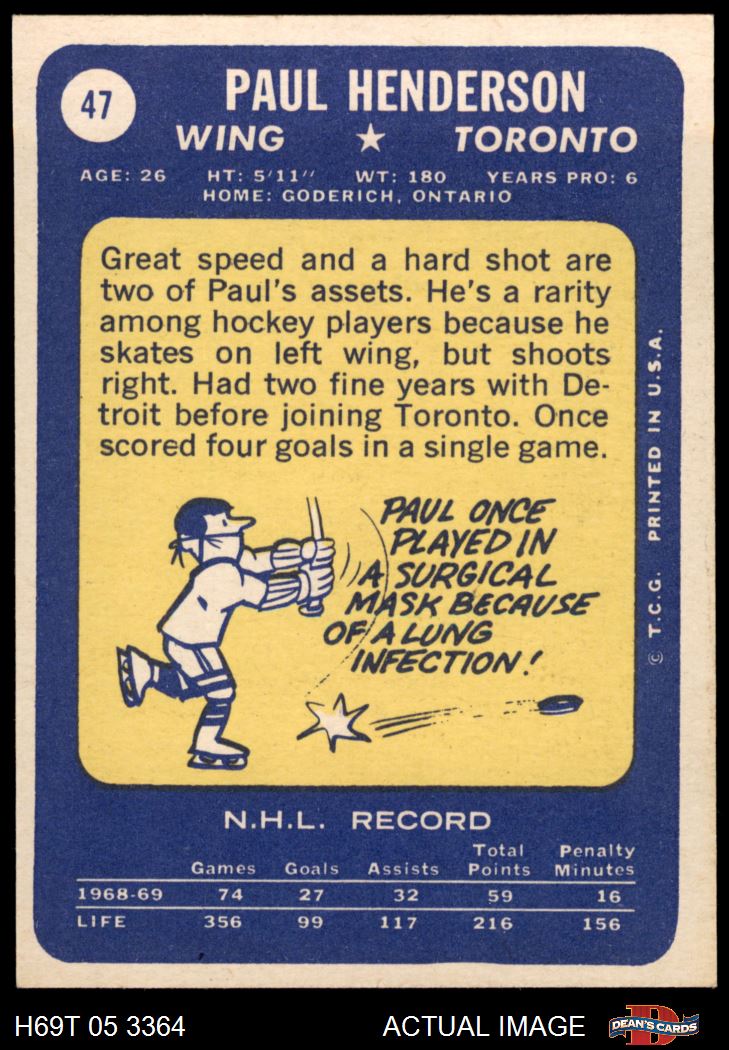 47
PAUL HENDERSON
WING ★ TORONTO
AGE: 26 HT: 5'11" WT: 180 YEARS PRO: 6
HOME: GODERICH, ONTARIO
Great speed and a hard shot are
two of Paul's assets. He's a rarity
among hockey players because he
skates on left wing, but shoots
right. Had two fine years with De-
troit before joining Toronto. Once
scored four goals in a single game.
PAUL ONCE
PLAYED IN
A SURGICAL
MASK BECAUSE
OF A LUNG
INFECTION!
© T.C.G. PRINTED IN U.S.A.
N.H.L. RECORD
Games Goals Assists Total Points Penalty Minutes
1968-69 74 27 32 59 16
LIFE 356 99 117 216 156
H69T 05 3364 ACTUAL IMAGE DEAN'S CARDS